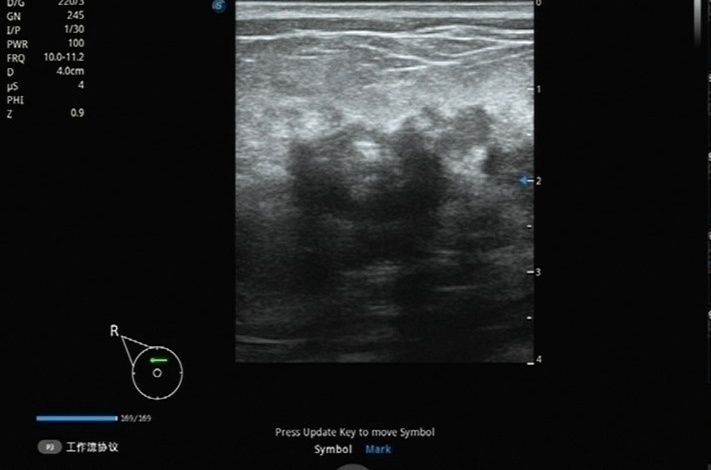 D/G 220/3
GN 245
I/P 1/30
PWR 100
FRQ 10.0-11.2
D 4.0cm
µS 4
PHI
Z 0.9
0
1
2
3
4
R
169/169
P3 工作流协议
Press Update Key to move Symbol
Symbol Mark